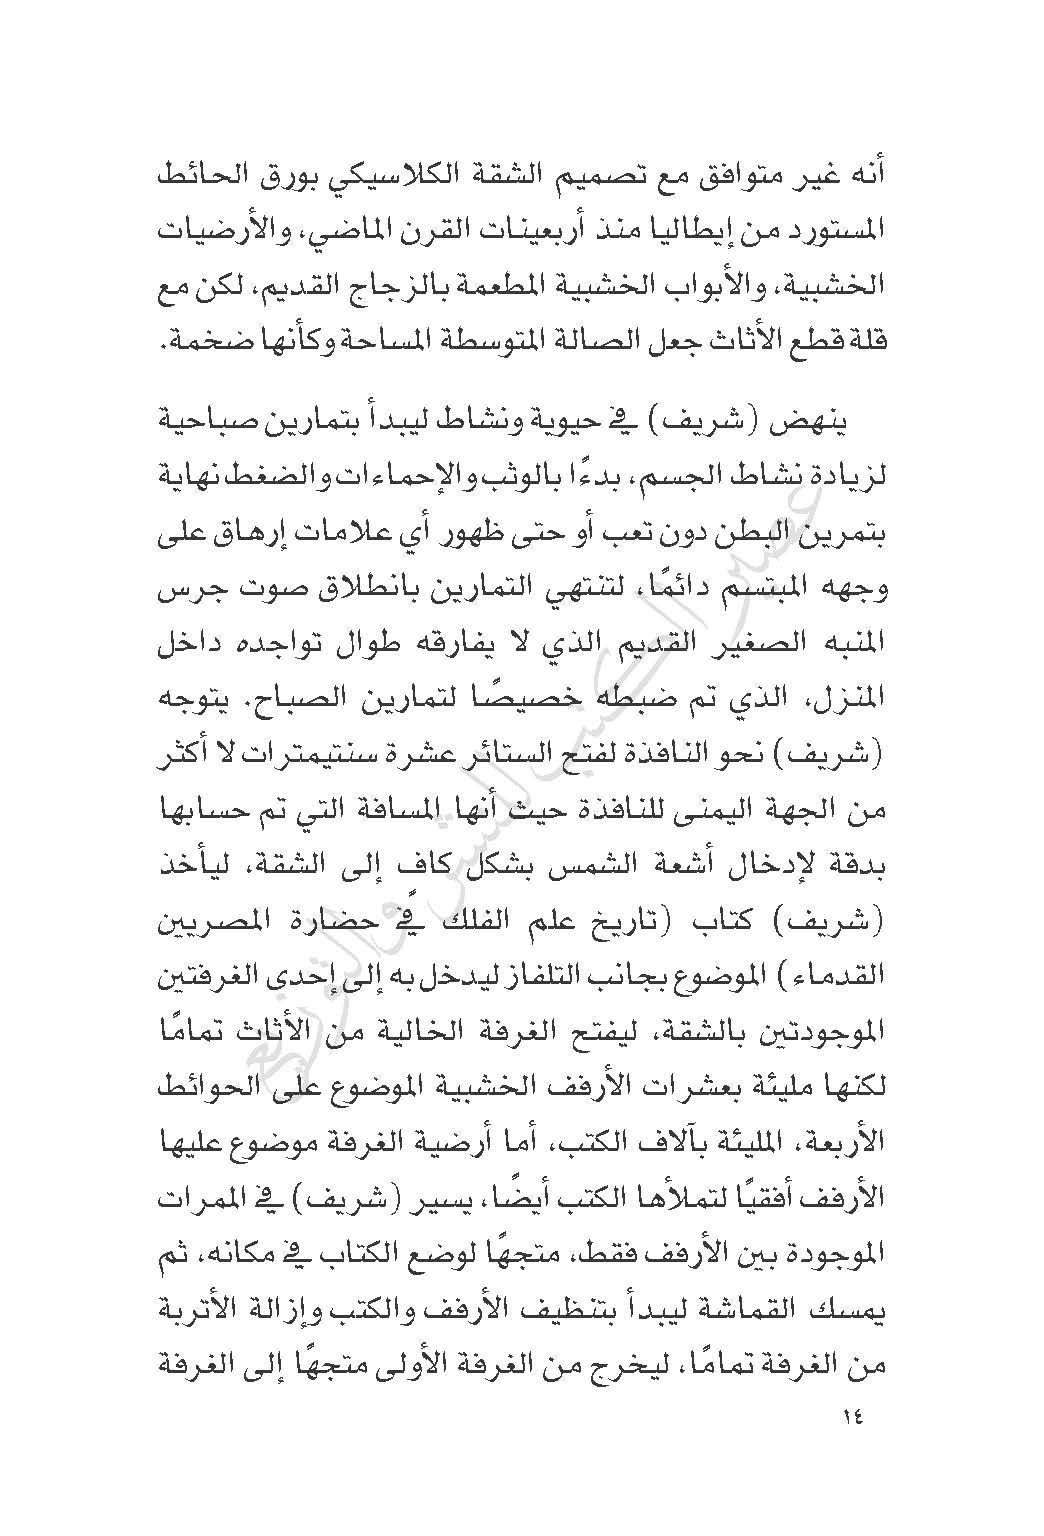 أنه غير متوافق مع تصميم الشقة الكلاسيكي وبورق الحائط
المستورد من إيطاليا منذ أربعينات القرن الماضي، والأرضيات
الخشبية، والأبواب الخشبية المطعمة بالزجاج القديم، لكن مع
قلة قطع الأثاث جعل الصالة المتوسطة المساحة وكأنها ضخمة.
ينهض (شريف) في حيوية ونشاط ليبدأ بتمارين صباحية
لزيادة نشاط الجسم، بدءًا بالوثب والإحماءات والضغط نهاية
بتمرين البطن دون تعب أو حتى ظهور أي علامات إرهاق على
وجهه المبتسم دائمًا، لتنتهي التمارين بانطلاق صوت جرس
المنبه الصغير القديم الذي لا يفارقه طوال تواجده داخل
المنزل، الذي تم ضبطه خصيصًا لتمارين الصباح. يتوجه
(شريف) نحو النافذة لفتح الستائر عشرة سنتيمترات لا أكثر
من الجهة اليمنى للنافذة حيث أنها المسافة التي تم حسابها
بدقة لإدخال أشعة الشمس بشكل كاف إلى الشقة، ليأخذ
(شريف) كتاب (تاريخ علم الفلك في حضارة المصريين
القدماء) الموضوع بجانب التلفاز ليدخل به إلى إحدى الغرفتين
الموجودتين بالشقة، ليفتح الغرفة الخالية من الأثاث تمامًا
لكنها مليئة بعشرات الأرفف الخشبية الموضوع على الحوائط
الأربعة، المليئة بآلاف الكتب، أما أرضية الغرفة موضوع عليها
الأرفف أفقيًا لتملأها الكتب أيضًا، يسير (شريف) في الممرات
الموجودة بين الأرفف فقط، متجهًا لوضع الكتاب في مكانه، ثم
يمسك القماشة ليبدأ بتنظيف الأرفف والكتب وإزالة الأتربة
من الغرفة تمامًا، ليخرج من الغرفة الأولى متجهًا إلى الغرفة
١٤
عصير الكتب للنشر والتوزيع